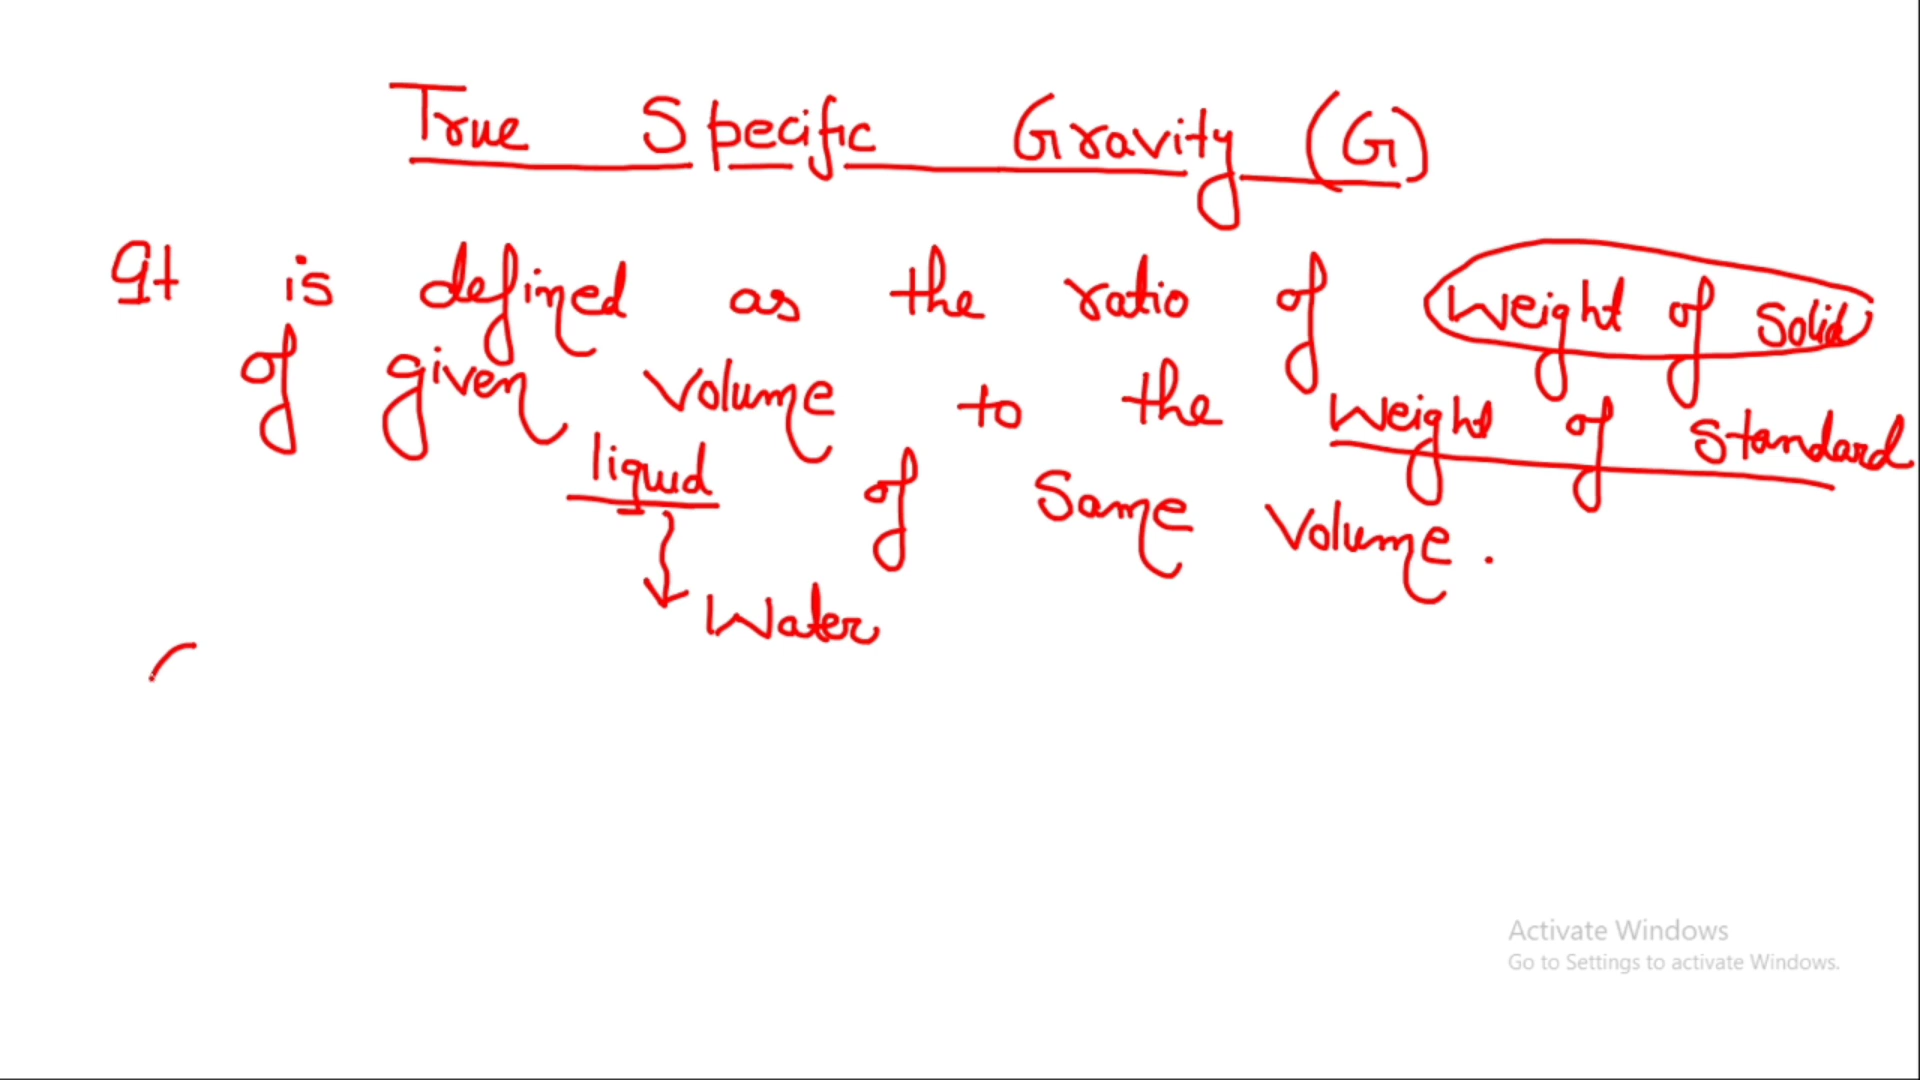 True Specific Gravity (G)
It is defined as the ratio of Weight of Solid
of given volume to the Weight of Standard
liquid of Same Volume.
Water
Activate Windows
Go to Settings to activate Windows.